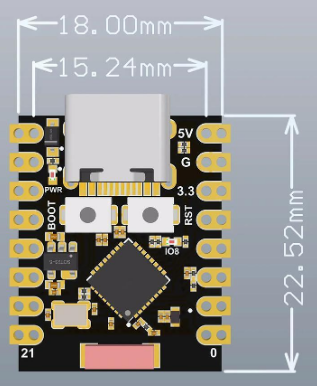 18.00mm
15.24mm
5V
G
PWR
3.3
BOOT
RST
22.52mm
IO8
21
0